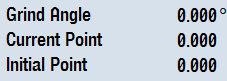 Grind Angle 0.000°
Current Point 0.000
Initial Point 0.000